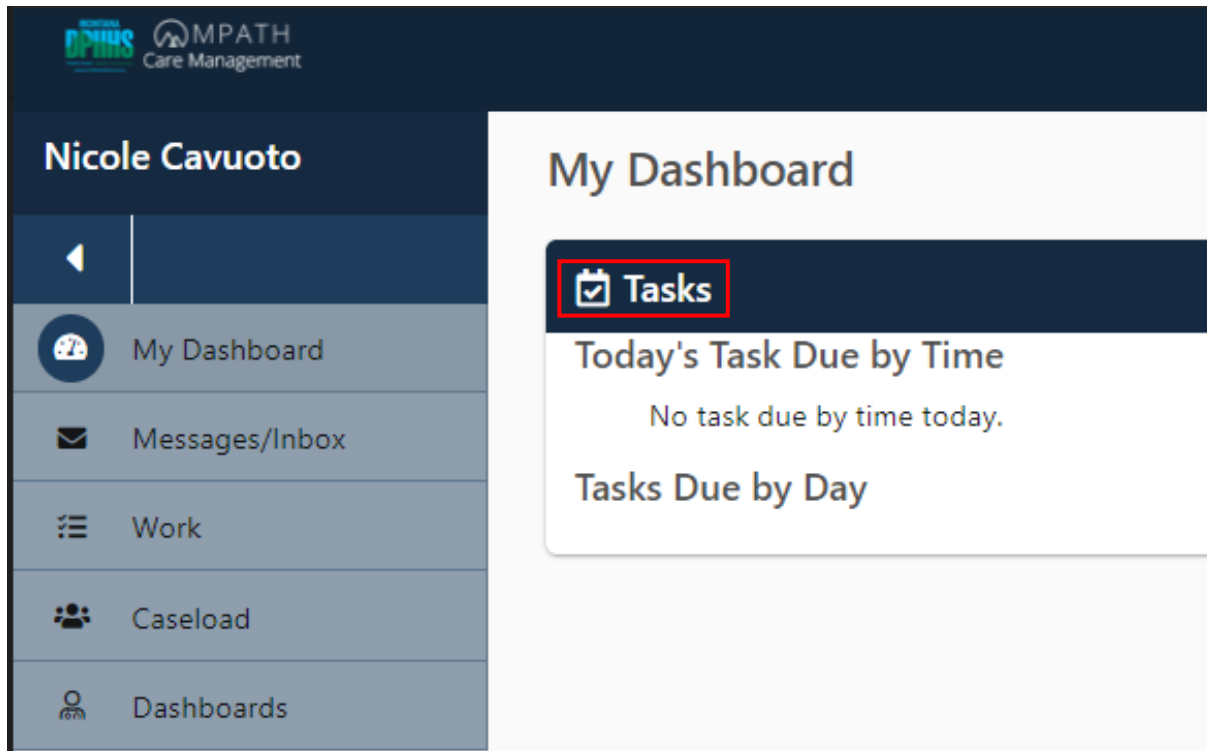 MONTANA
DPHHS
MPATH
Care Management
Nicole Cavuoto
My Dashboard
Messages/Inbox
Work
Caseload
Dashboards
My Dashboard
Tasks
Today's Task Due by Time
No task due by time today.
Tasks Due by Day